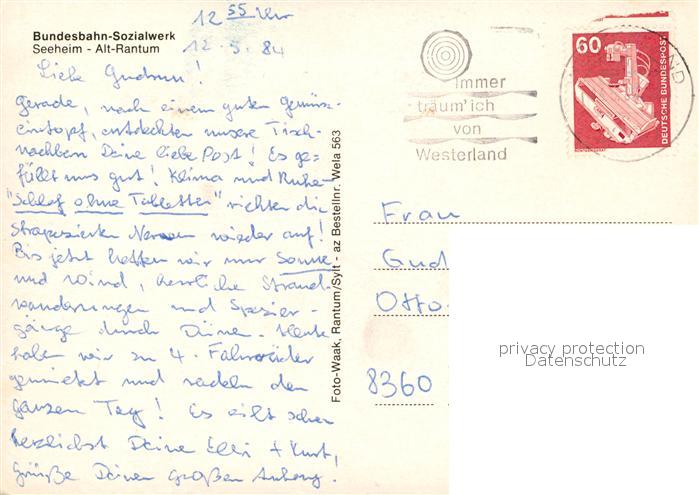 12 55 Uhr
12. 5. 84
Bundesbahn-Sozialwerk
Seeheim - Alt-Rantum
Liebe Gudrun!
Gerade, nach einem guten Gemüse-
eintopf, entdeckten unsere Tisch-
nachbarn Deine liebe Post! Es ge-
fällt uns gut! Klima und Ruhe
"Schlaf ohne Tabletten" richten die
strapazierten Nerven wieder auf!
Bis jetzt hatten wir nur Sonne
und Wind, herrliche Strand-
wanderungen und Spazier-
gänge durch Dünen. Heute
haben wir zu 4. Fahrräder
gemietet und radeln den
ganzen Tag! Es eilt schon
herzlichst Deine Elli + Kurt,
Grüße Deinen großen Anhang.
Foto-Waak, Rantum/Sylt - az Bestellnr. Wela 563
immer
träum'ich
von
Westerland
60
DEUTSCHE BUNDESPOST
ND
Frau
Gud
Otto-
8360
privacy protection
Datenschutz